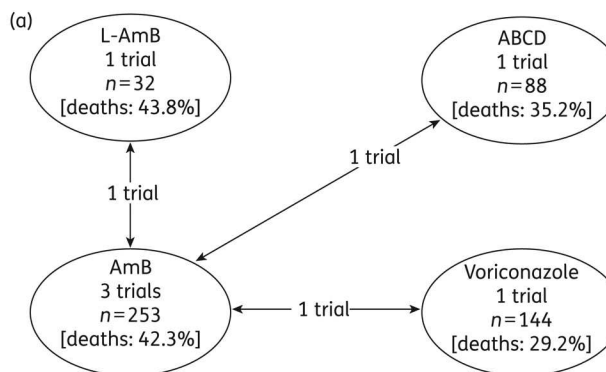 (a)
L-AmB
1 trial
n=32
[deaths: 43.8%]
ABCD
1 trial
n=88
[deaths: 35.2%]
1 trial
1 trial
AmB
3 trials
n=253
[deaths: 42.3%]
1 trial
Voriconazole
1 trial
n=144
[deaths: 29.2%]